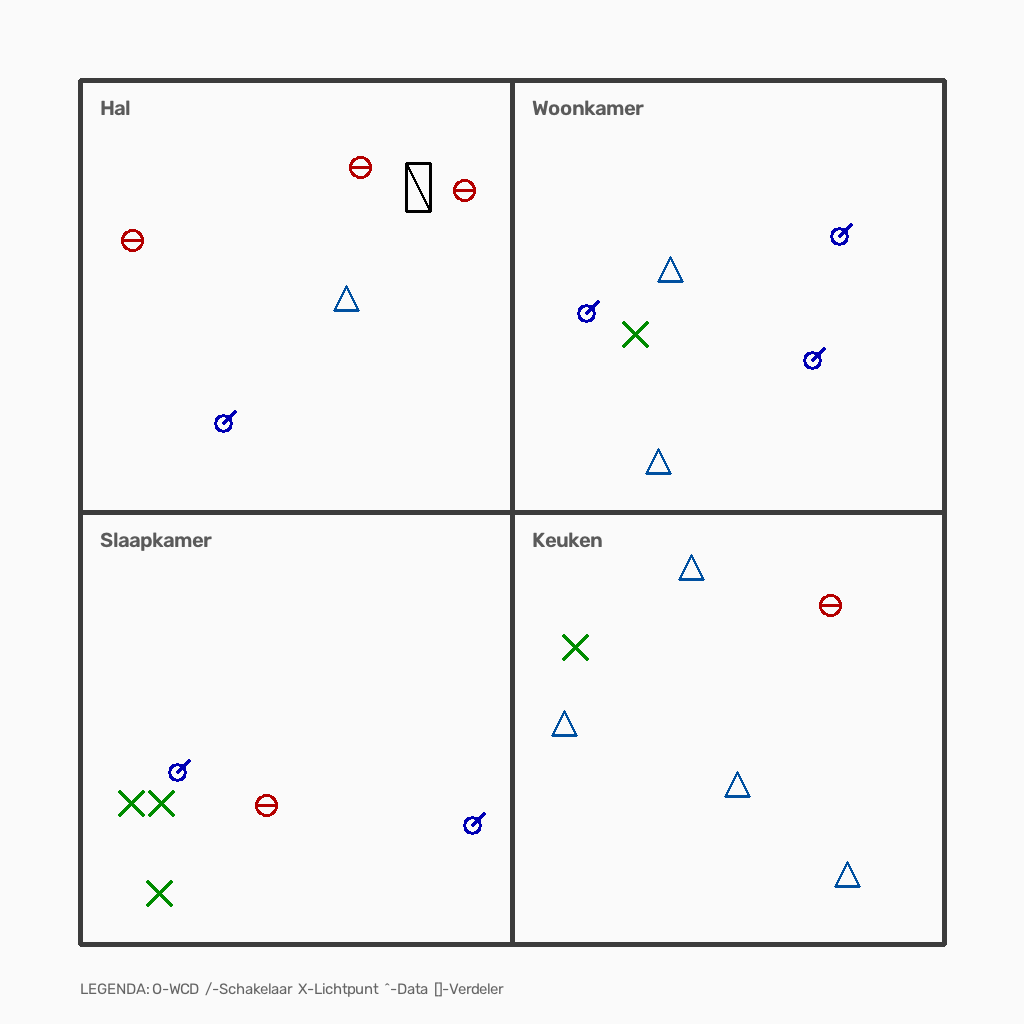 Hal
Woonkamer
Slaapkamer
Keuken
LEGENDA: O-WCD /-Schakelaar X-Lichtpunt ^-Data []-Verdeler